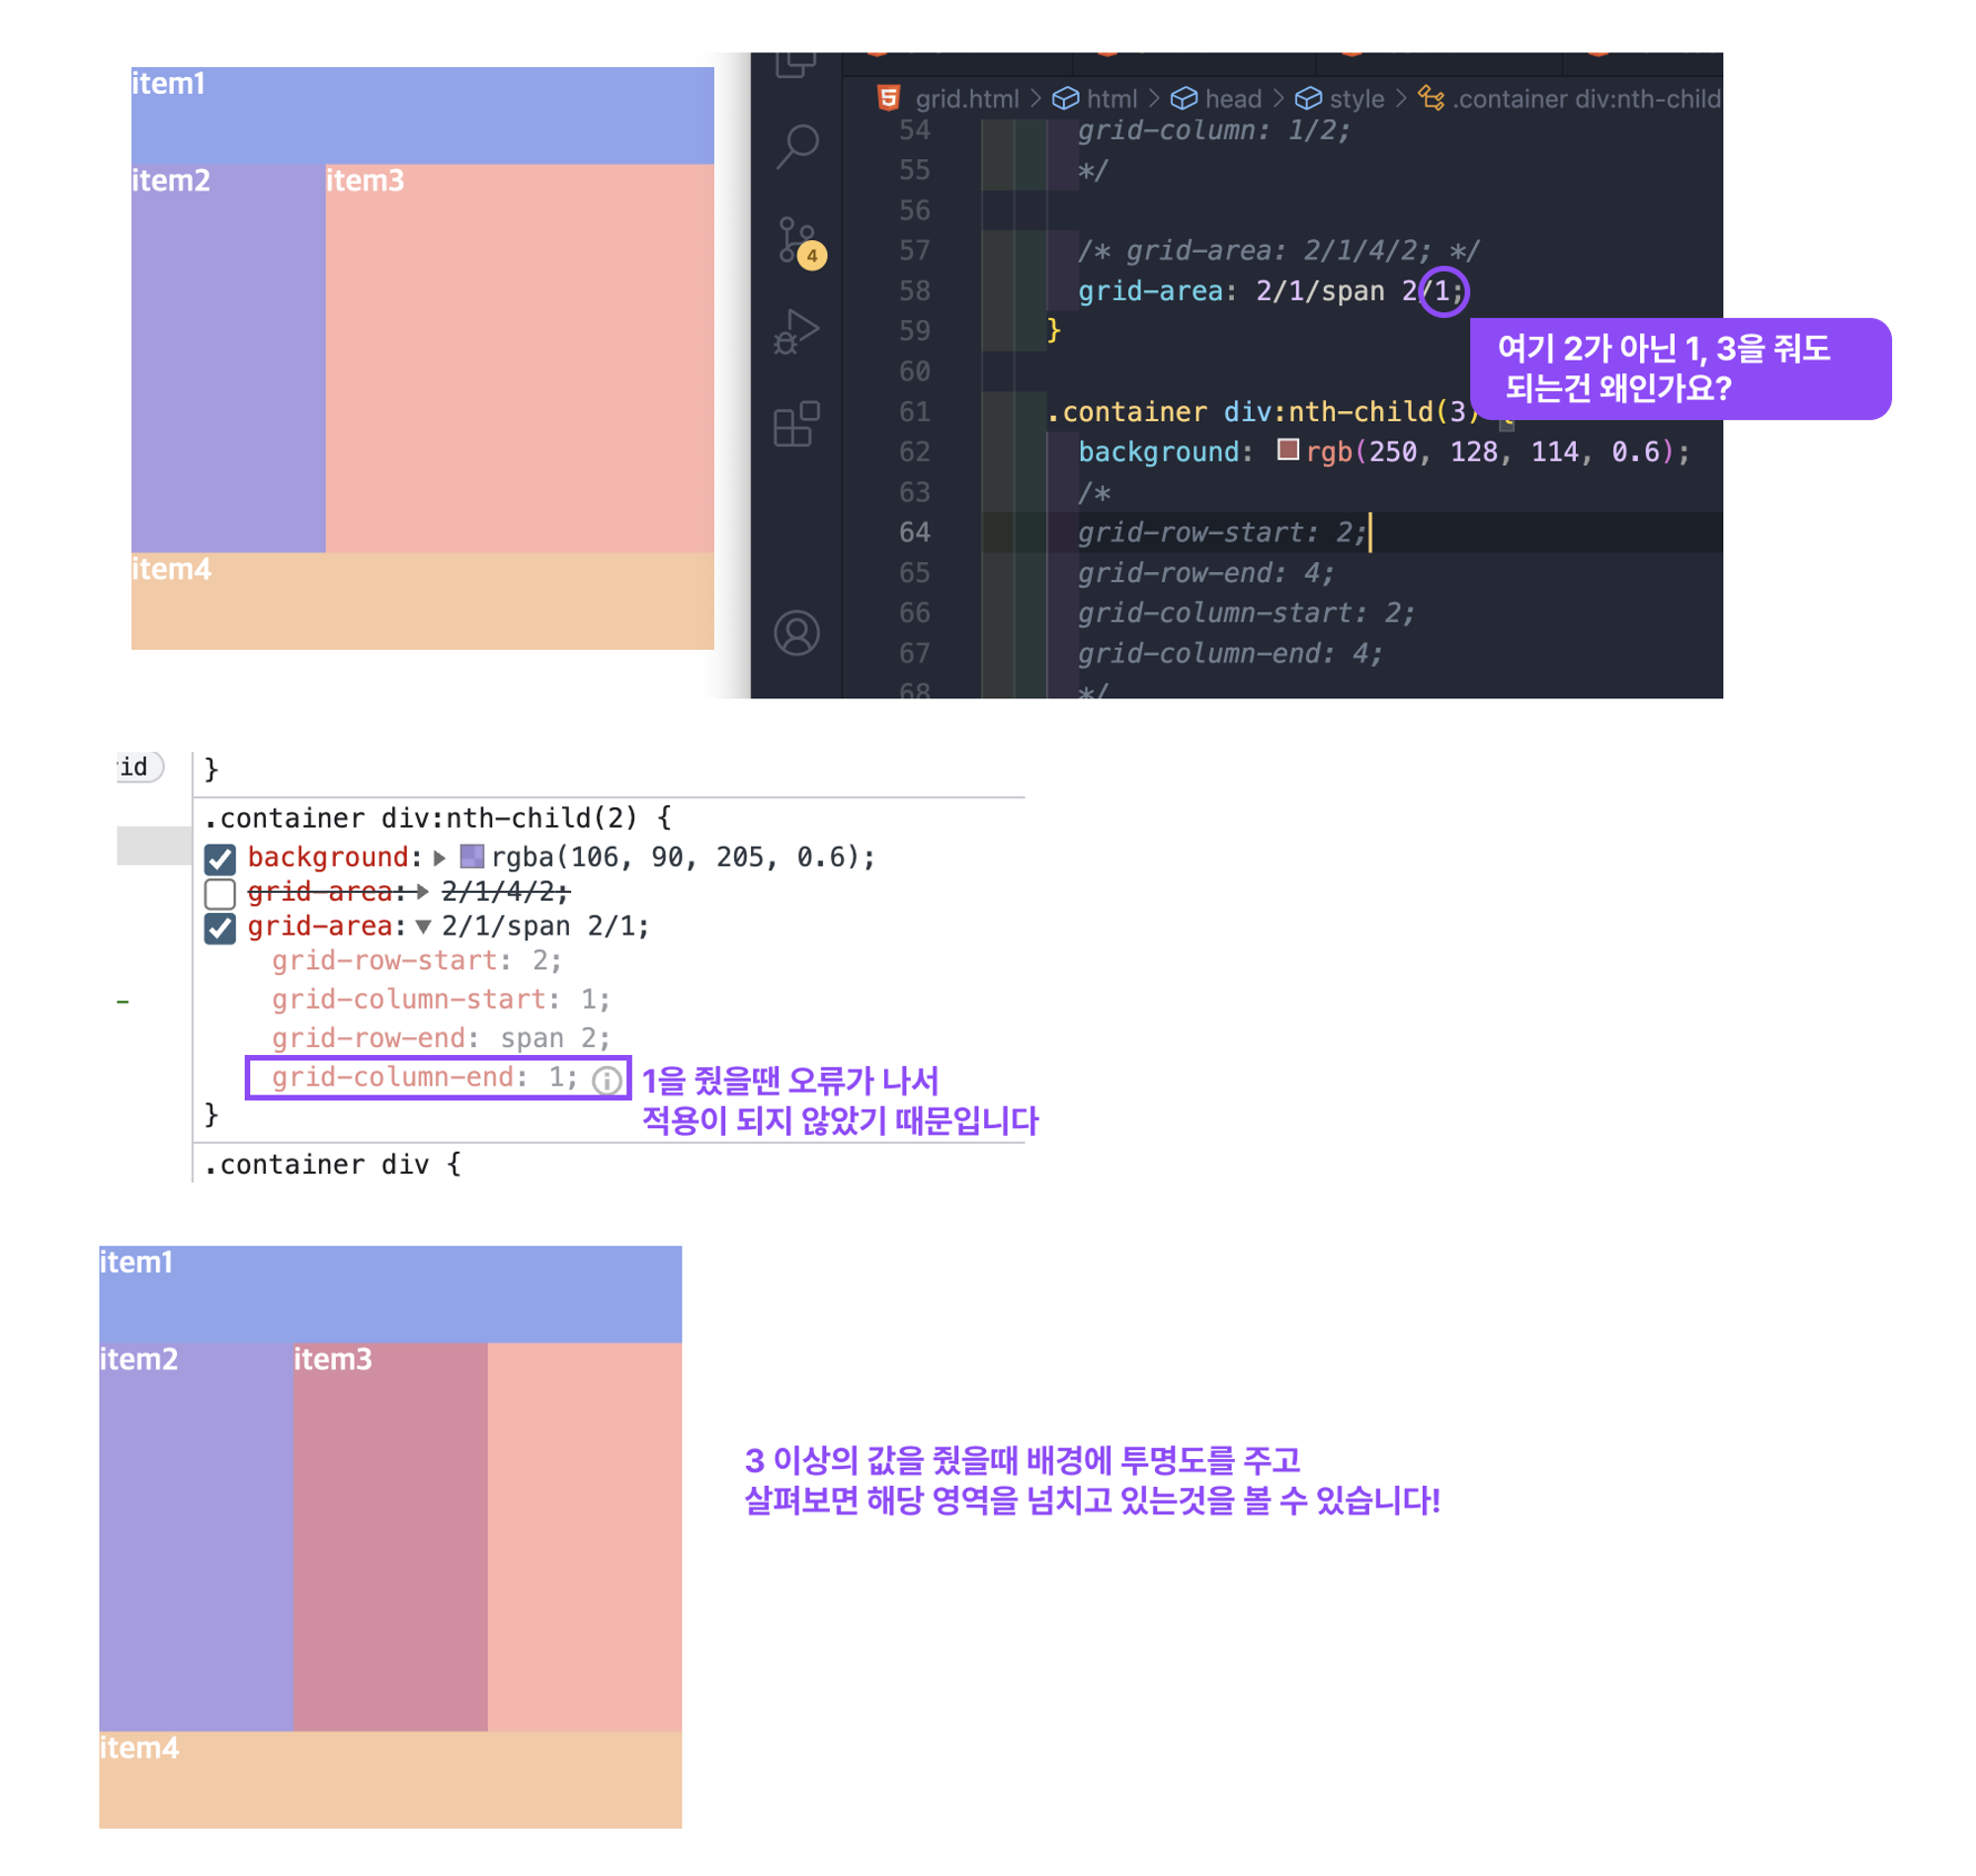 item1
item2
item3
item4
grid.html > html > head > style > .container div:nth-child
54 grid-column: 1/2;
55 */
56
57 /* grid-area: 2/1/4/2; */
4
58 grid-area: 2/1/span 2/1;
59 }
여기 2가 아닌 1, 3을 줘도
되는건 왜인가요?
60
61 .container div:nth-child(3) {
62 background: rgb(250, 128, 114, 0.6);
63 /*
64 grid-row-start: 2;
65 grid-row-end: 4;
66 grid-column-start: 2;
67 grid-column-end: 4;
68 */
id
}
.container div:nth-child(2) {
background: rgba(106, 90, 205, 0.6);
grid-area: 2/1/4/2;
grid-area: 2/1/span 2/1;
grid-row-start: 2;
grid-column-start: 1;
grid-row-end: span 2;
grid-column-end: 1;
1을 줬을땐 오류가 나서
적용이 되지 않았기 때문입니다
}
.container div {
item1
item2
item3
item4
3 이상의 값을 줬을때 배경에 투명도를 주고
살펴보면 해당 영역을 넘치고 있는것을 볼 수 있습니다!